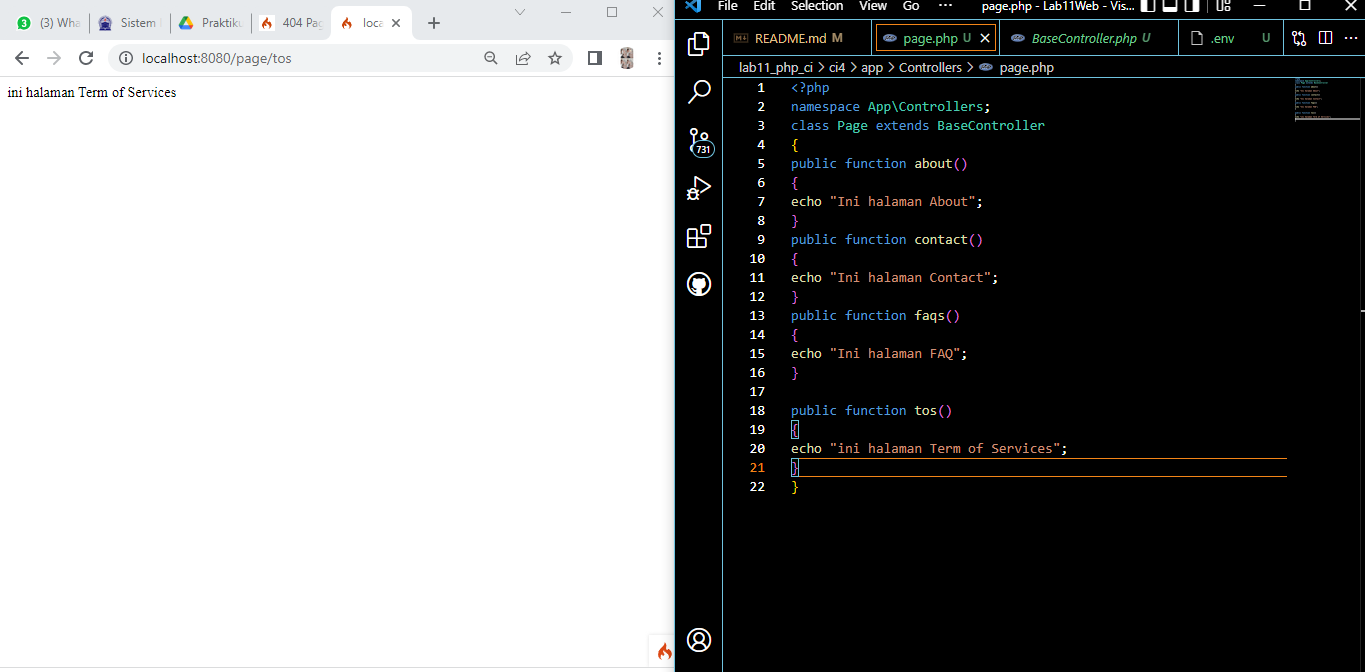 3 (3) Wha
Sistem
Praktiku
404 Pag
loca
localhost:8080/page/tos
ini halaman Term of Services
File Edit Selection View Go ... page.php - Lab11Web - Vis...
README.md M
page.php U
BaseController.php U
.env U
lab11_php_ci > ci4 > app > Controllers > page.php
731
1 <?php
2 namespace App\Controllers;
3 class Page extends BaseController
4 {
5 public function about()
6 {
7 echo "Ini halaman About";
8 }
9 public function contact()
10 {
11 echo "Ini halaman Contact";
12 }
13 public function faqs()
14 {
15 echo "Ini halaman FAQ";
16 }
17
18 public function tos()
19 {
20 echo "ini halaman Term of Services";
21 }
22 }